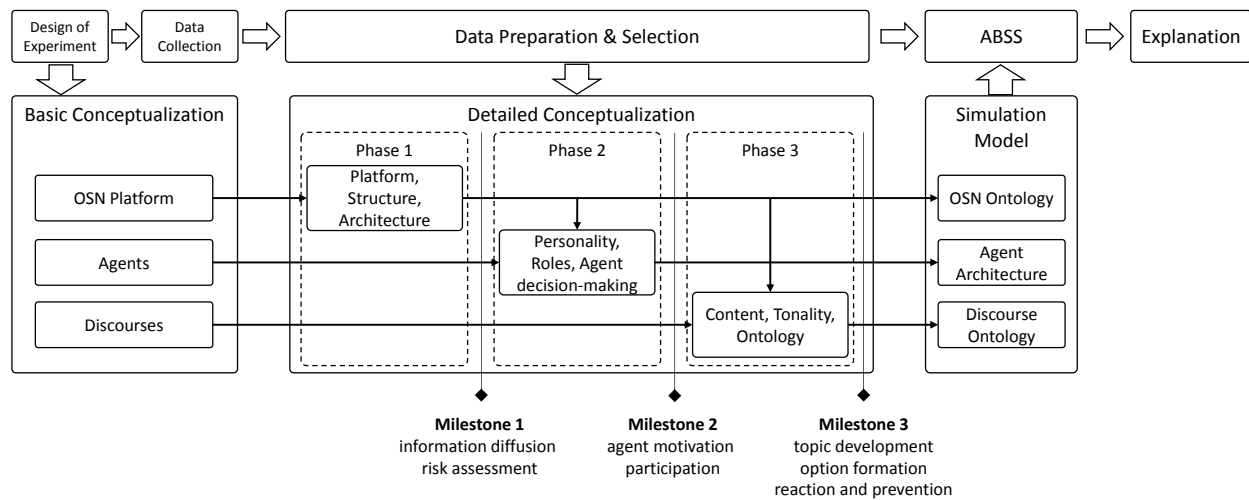 Design of
Experiment
Data
Collection
Data Preparation & Selection
ABSS
Explanation
Basic Conceptualization
OSN Platform
Agents
Discourses
Detailed Conceptualization
Phase 1
Platform,
Structure,
Architecture
Phase 2
Personality,
Roles, Agent
decision-making
Phase 3
Content, Tonality,
Ontology
Simulation
Model
OSN Ontology
Agent
Architecture
Discourse
Ontology
Milestone 1
information diffusion
risk assessment
Milestone 2
agent motivation
participation
Milestone 3
topic development
option formation
reaction and prevention